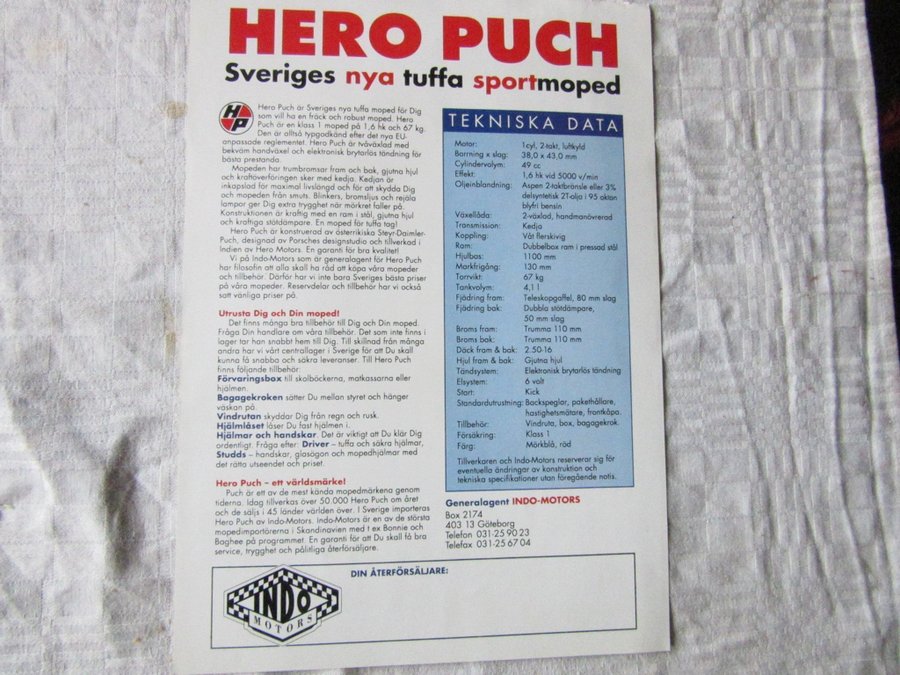 HERO PUCH
Sveriges nya tuffa sportmoped
HP
Hero Puch är Sveriges nya tuffa moped för Dig
som vill ha en fräck och robust moped. Hero
Puch är en klass 1 moped på 1,6 hk och 67 kg.
Den är alltså typgodkänd efter det nya EU-
anpassade reglementet. Hero Puch är tvåväxlad med
bekväm handväxel och elektronisk brytarlös tändning för
bästa prestanda.
Mopeden har trumbromsar fram och bak, gjutna hjul
och kraftöverföringen sker med kedja. Kedjan är
inkapslad för maximal livslängd och för att skydda Dig
och mopeden från smuts. Blinkers, bromsljus och rejäla
lampor ger Dig extra trygghet när mörkret faller på.
Konstruktionen är kraftig med en ram i stål, gjutna hjul
och kraftiga stötdämpare. En moped för tuffa tag!
Hero Puch är konstruerad av österrikiska Steyr-Daimler-
Puch, designad av Porsches designstudio och tillverkad i
Indien av Hero Motors. En garanti för bra kvalitet!
Vi på Indo-Motors som är generalagent för Hero Puch
har filosofin att alla skall ha råd att köpa våra mopeder
och tillbehör. Därför har vi inte bara Sveriges bästa priser
på våra mopeder. Reservdelar och tillbehör har vi också
satt vänliga priser på.
Utrusta Dig och Din moped!
Det finns många bra tillbehör till Dig och Din moped.
Fråga Din handlare om våra tillbehör. Det som inte finns i
lager tar han snabbt hem till Dig. Till skillnad från många
andra har vi vårt centrallager i Sverige för att Du skall
kunna få snabba och säkra leveranser. Till Hero Puch
finns följande tillbehör:
Förvaringsbox till skolböckerna, matkassarna eller
hjälmen.
Bagagekroken sätter Du mellan styret och hänger
väskan på.
Vindrutan skyddar Dig från regn och rusk.
Hjälmlåset låser Du fast hjälmen i.
Hjälmar och handskar. Det är viktigt att Du klär Dig
ordentligt. Fråga efter: Driver – tuffa och säkra hjälmar,
Studds – handskar, glasögon och mopedhjälmar med
det rätta utseendet och priset.
Hero Puch – ett världsmärke!
Puch är ett av de mest kända mopedmärkena genom
tiderna. Idag tillverkas över 50.000 Hero Puch om året
och de säljs i 45 länder världen över. I Sverige importeras
Hero Puch av Indo-Motors. Indo-Motors är en av de största
mopedimportörerna i Skandinavien med t ex Bonnie och
Baghee på programmet. En garanti för att Du skall få bra
service, trygghet och pålitliga återförsäljare.
TEKNISKA DATA
Motor: 1cyl, 2-takt, luftkyld
Borrning x slag: 38,0 x 43,0 mm
Cylindervolym: 49 cc
Effekt: 1,6 hk vid 5000 v/min
Oljeinblandning: Aspen 2-taktbränsle eller 3%
delsyntetisk 2T-olja i 95 oktan
blyfri bensin
Växellåda: 2-växlad, handmanövrerad
Transmission: Kedja
Koppling: Våt flerskivig
Ram: Dubbelbox ram i pressad stål
Hjulbas: 1100 mm
Markfrigång: 130 mm
Torrvikt: 67 kg
Tankvolym: 4,1 l
Fjädring fram: Teleskopgaffel, 80 mm slag
Fjädring bak: Dubbla stötdämpare,
50 mm slag
Broms fram: Trumma 110 mm
Broms bak: Trumma 110 mm
Däck fram & bak: 2.50-16
Hjul fram & bak: Gjutna hjul
Tändsystem: Elektronisk brytarlös tändning
Elsystem: 6 volt
Start: Kick
Standardutrustning: Backspeglar, pakethållare,
hastighetsmätare, frontkåpa.
Tillbehör: Vindruta, box, bagagekrok.
Försäkring: Klass 1
Färg: Mörkblå, röd
Tillverkaren och Indo-Motors reserverar sig för
eventuella ändringar av konstruktion och
tekniska specifikationer utan föregående notis.
Generalagent INDO-MOTORS
Box 2174
403 13 Göteborg
Telefon 031-25 90 23
Telefax 031-25 67 04
DIN ÅTERFÖRSÄLJARE:
INDO
MOTORS